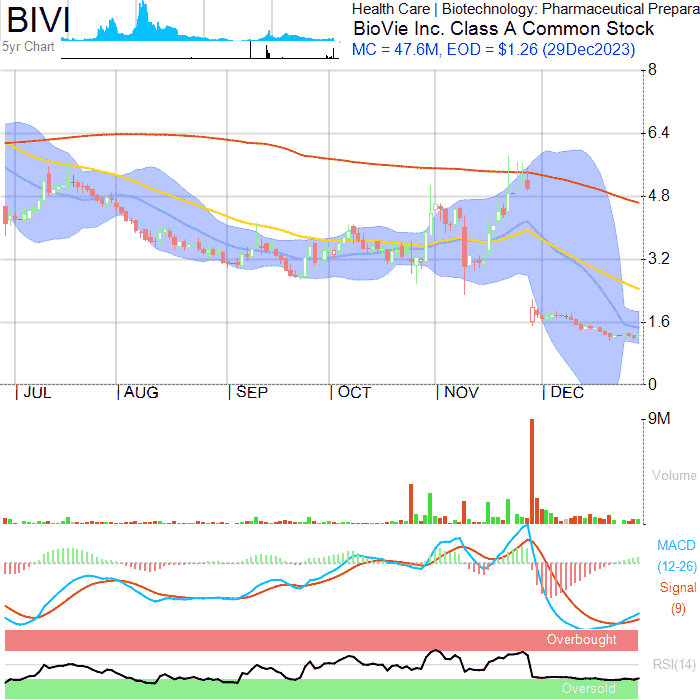 BIVI
5yr Chart
Health Care | Biotechnology: Pharmaceutical Prepara
BioVie Inc. Class A Common Stock
MC = 47.6M, EOD = $1.26 (29Dec2023)
8
6.4
4.8
3.2
1.6
0
JUL AUG SEP OCT NOV DEC
9M
Volume
MACD
(12-26)
Signal
(9)
Overbought
RSI(14)
Oversold